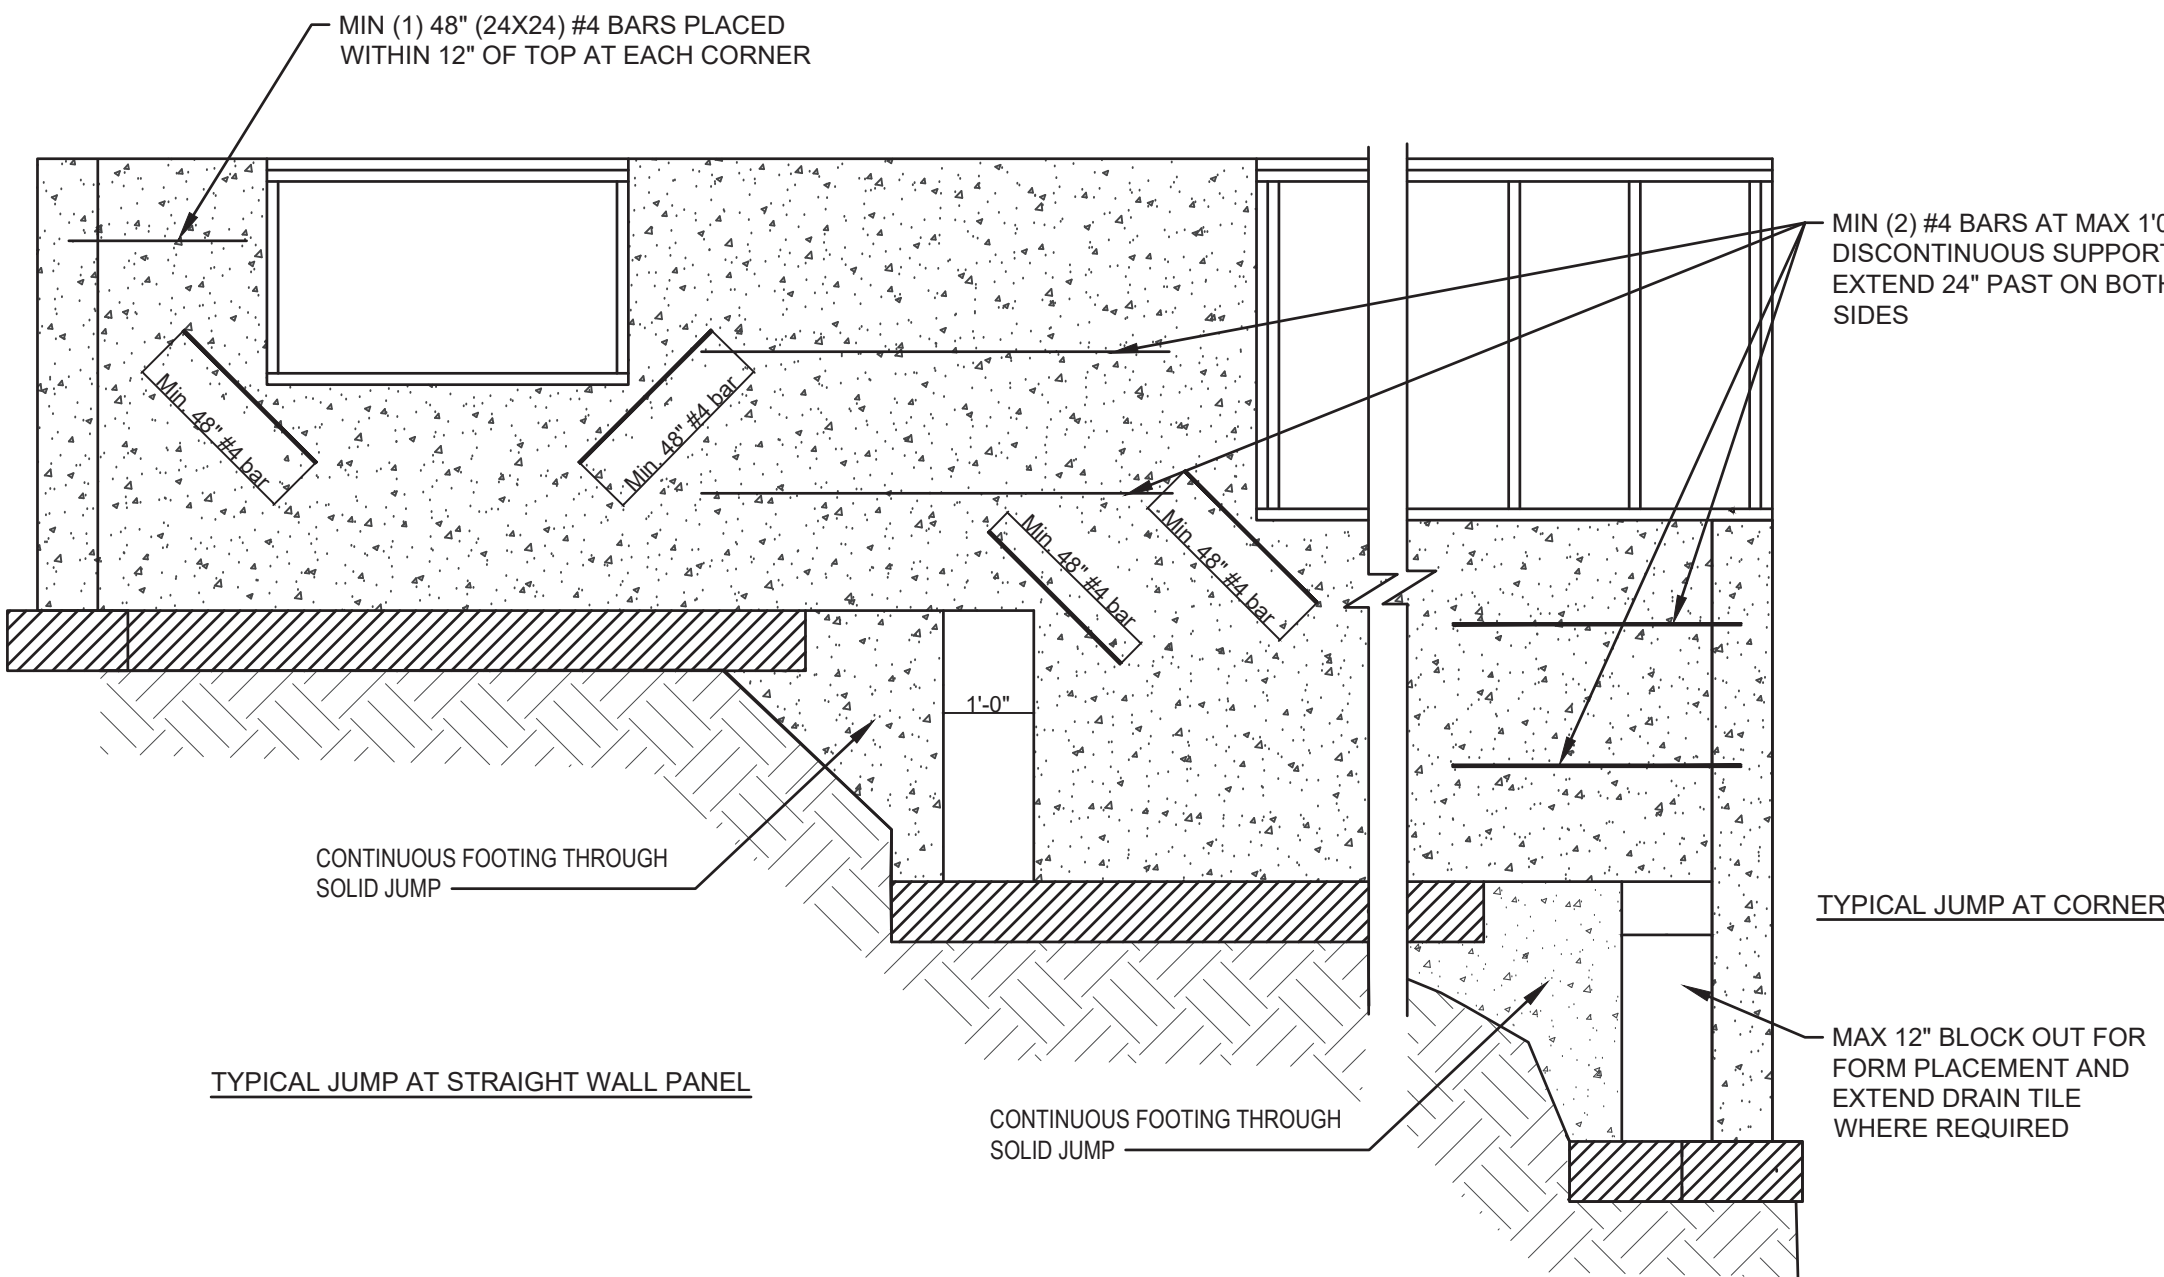 MIN (1) 48" (24X24) #4 BARS PLACED
WITHIN 12" OF TOP AT EACH CORNER
MIN (2) #4 BARS AT MAX 1'0
DISCONTINUOUS SUPPORT
EXTEND 24" PAST ON BOTH
SIDES
Min. 48" #4 bar
Min. 48" #4 bar
Min. 48" #4 bar
Min. 48" #4 bar
1'-0"
CONTINUOUS FOOTING THROUGH
SOLID JUMP
TYPICAL JUMP AT CORNER
TYPICAL JUMP AT STRAIGHT WALL PANEL
MAX 12" BLOCK OUT FOR
FORM PLACEMENT AND
EXTEND DRAIN TILE
WHERE REQUIRED
CONTINUOUS FOOTING THROUGH
SOLID JUMP